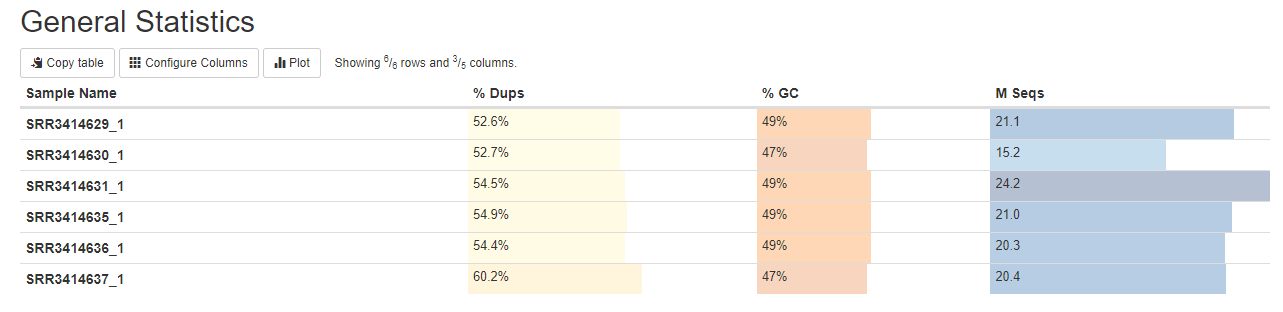 General Statistics
Copy table Configure Columns Plot Showing 6/6 rows and 3/5 columns.
Sample Name % Dups % GC M Seqs
SRR3414629_1 52.6% 49% 21.1
SRR3414630_1 52.7% 47% 15.2
SRR3414631_1 54.5% 49% 24.2
SRR3414635_1 54.9% 49% 21.0
SRR3414636_1 54.4% 49% 20.3
SRR3414637_1 60.2% 47% 20.4